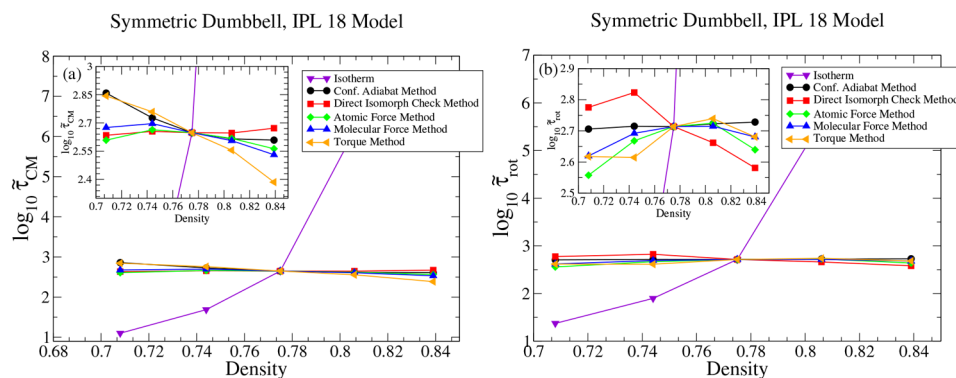 Symmetric Dumbbell, IPL 18 Model
(a)
Isotherm
Conf. Adiabat Method
Direct Isomorph Check Method
Atomic Force Method
Molecular Force Method
Torque Method
log10 τ̃CM
8
7
6
5
4
3
2
1
0.68
0.7
0.72
0.74
0.76
0.78
0.8
0.82
0.84
0.86
Density
log10 τ̃CM
3
2.85
2.7
2.55
2.4
0.7
0.72
0.74
0.76
0.78
0.8
0.82
0.84
0.85
Density
Symmetric Dumbbell, IPL 18 Model
(b)
Isotherm
Conf. Adiabat Method
Direct Isomorph Check Method
Atomic Force Method
Molecular Force Method
Torque Method
log10 τ̃rot
7
6
5
4
3
2
1
0.7
0.72
0.74
0.76
0.78
0.8
0.82
0.84
Density
log10 τ̃rot
2.9
2.8
2.7
2.6
2.5
0.7
0.72
0.74
0.76
0.78
0.8
0.82
0.84
0.85
Density